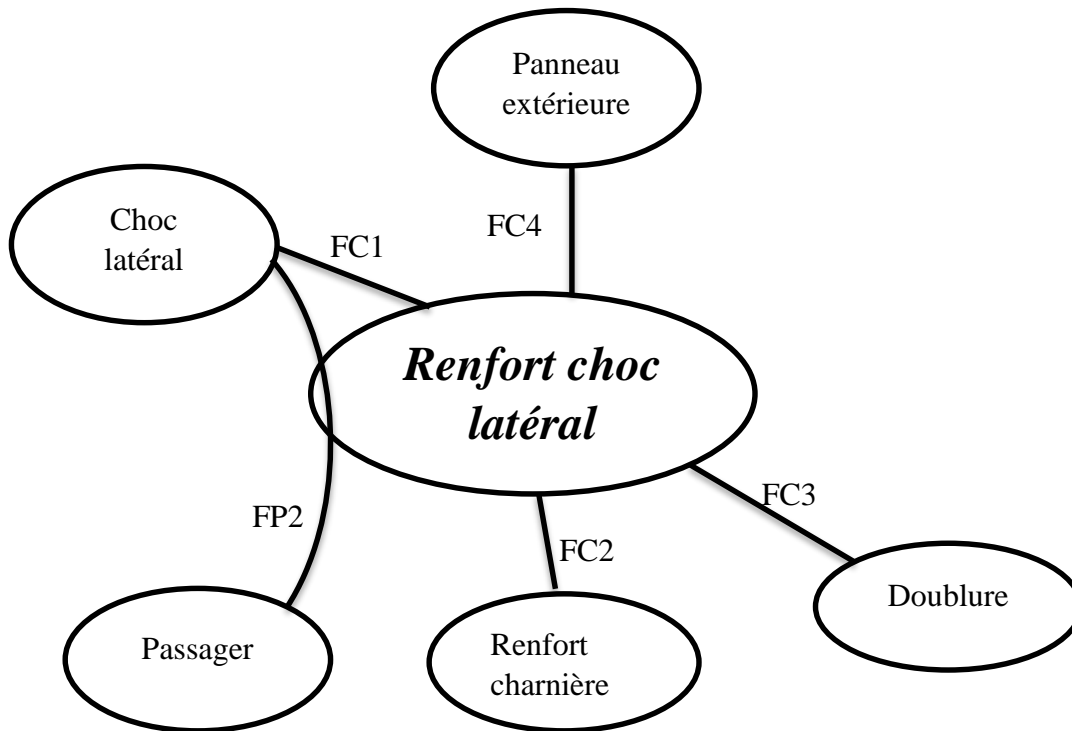 Panneau
extérieure
Choc
latéral
FC4
FC1
Renfort choc
latéral
FC3
FP2
FC2
Doublure
Passager
Renfort
charnière